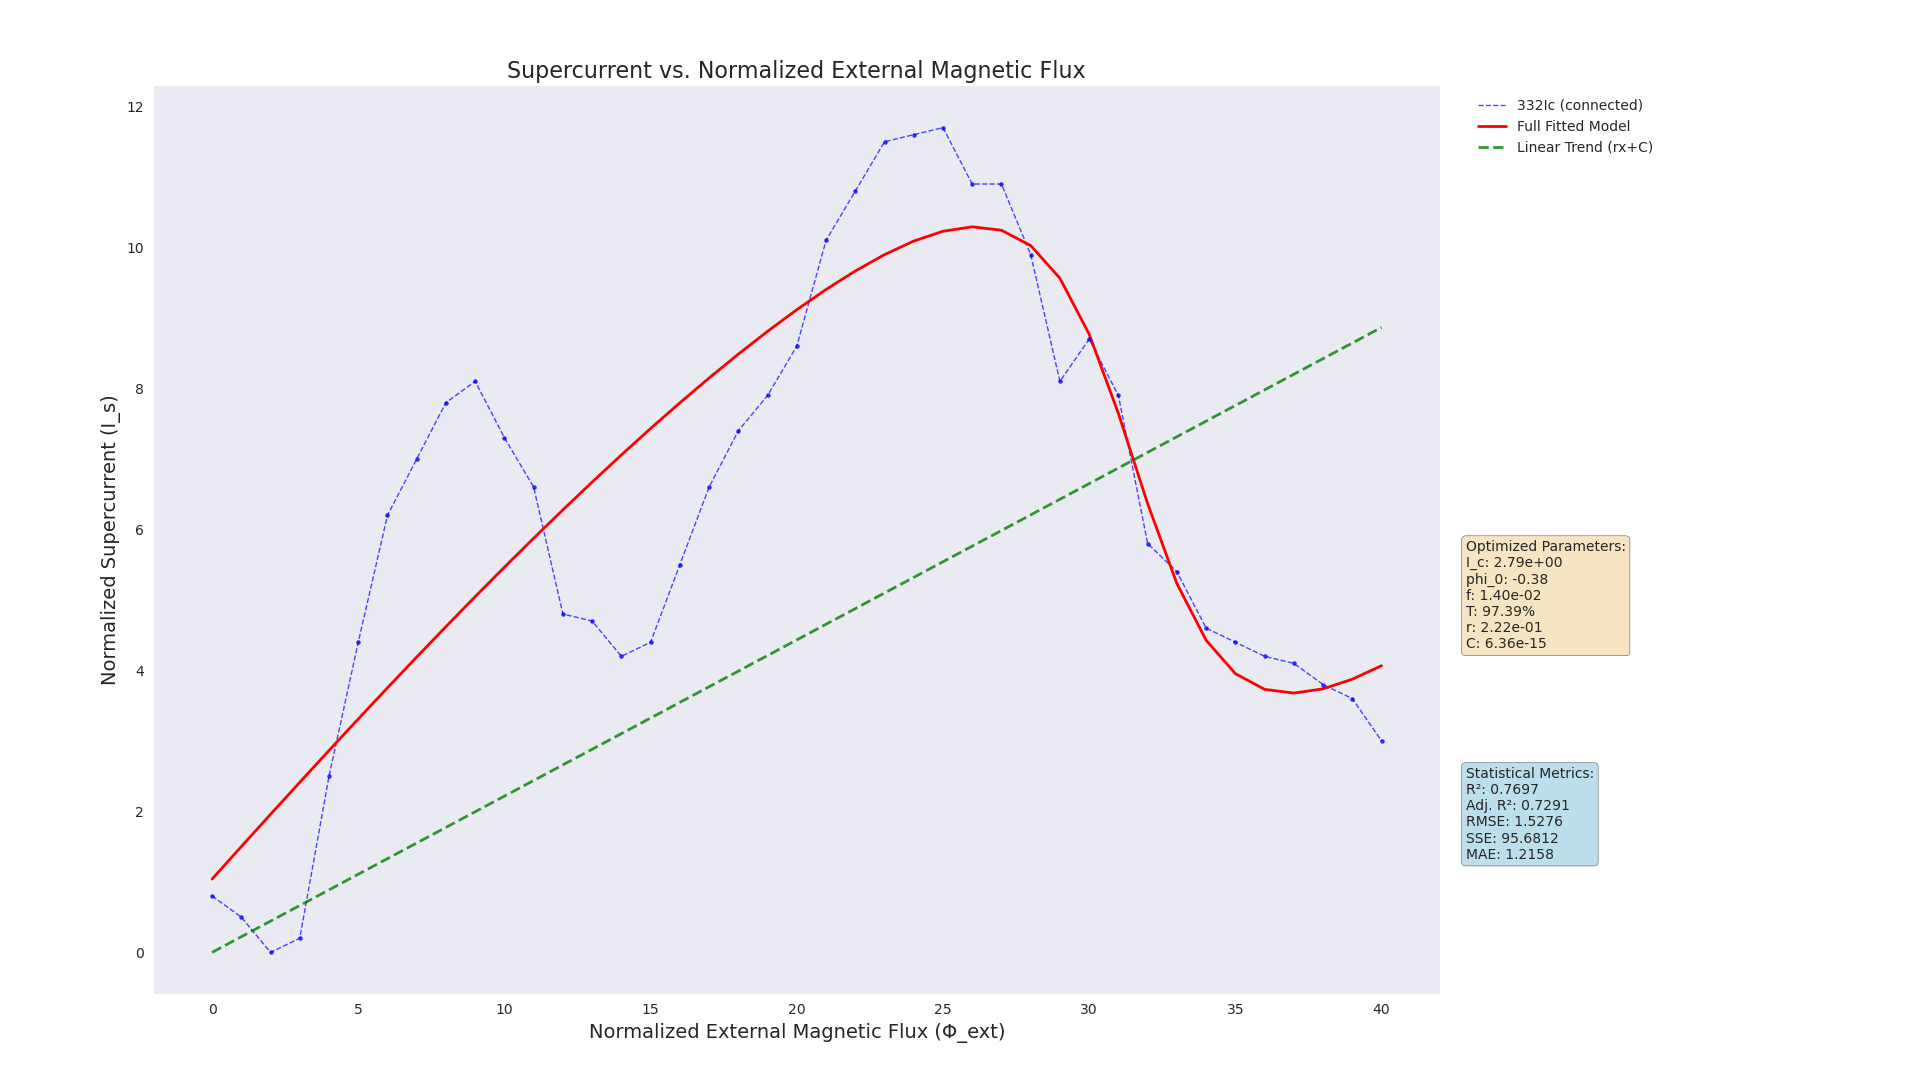 Supercurrent vs. Normalized External Magnetic Flux
12
10
8
6
4
2
0
Normalized Supercurrent (I_s)
0 5 10 15 20 25 30 35 40
Normalized External Magnetic Flux (Φ_ext)
332Ic (connected)
Full Fitted Model
Linear Trend (rx+C)
Optimized Parameters:
I_c: 2.79e+00
phi_0: -0.38
f: 1.40e-02
T: 97.39%
r: 2.22e-01
C: 6.36e-15
Statistical Metrics:
R²: 0.7697
Adj. R²: 0.7291
RMSE: 1.5276
SSE: 95.6812
MAE: 1.2158